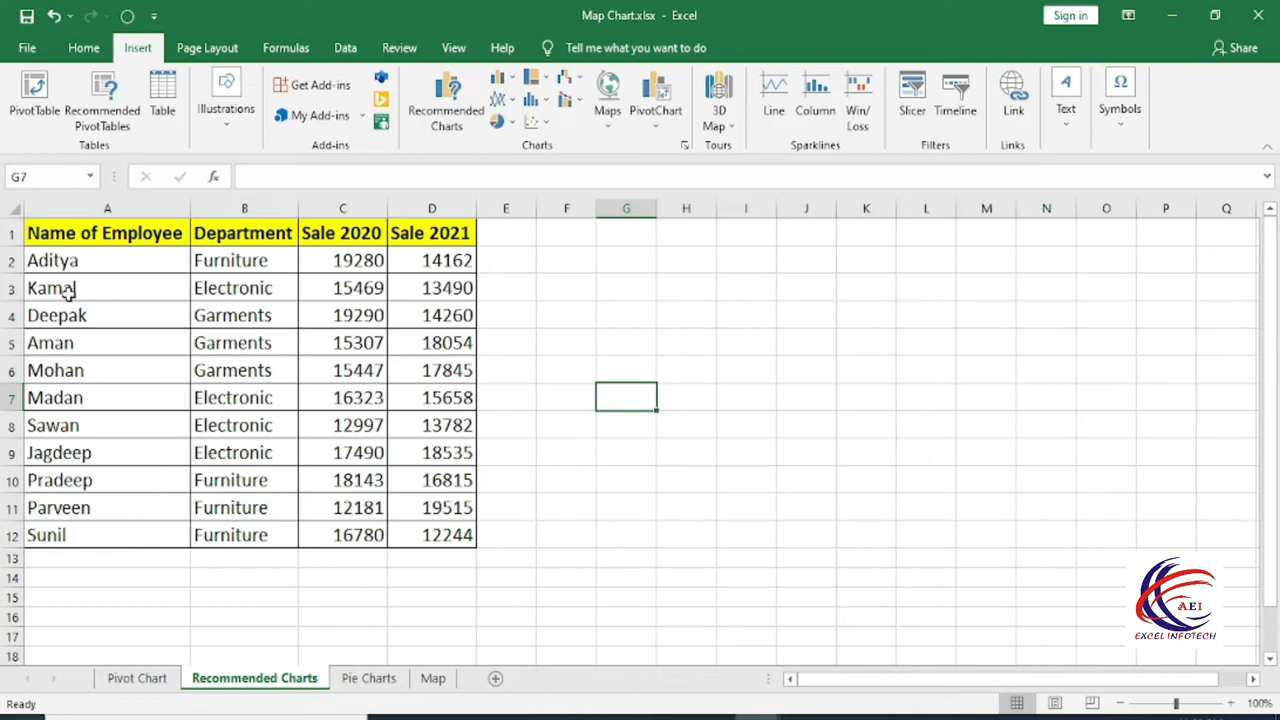 Map Chart.xlsx - Excel
Sign in
File Home Insert Page Layout Formulas Data Review View Help Tell me what you want to do Share
PivotTable Recommended PivotTables Table Illustrations Get Add-ins My Add-ins Recommended Charts Maps PivotChart 3D Map Line Column Win/Loss Slicer Timeline Link Text Symbols
Tables Add-ins Charts Tours Sparklines Filters Links
G7 fx
A B C D E F G H I J K L M N O P Q
1 Name of Employee Department Sale 2020 Sale 2021
2 Aditya Furniture 19280 14162
3 Kamal Electronic 15469 13490
4 Deepak Garments 19290 14260
5 Aman Garments 15307 18054
6 Mohan Garments 15447 17845
7 Madan Electronic 16323 15658
8 Sawan Electronic 12997 13782
9 Jagdeep Electronic 17490 18535
10 Pradeep Furniture 18143 16815
11 Parveen Furniture 12181 19515
12 Sunil Furniture 16780 12244
13
14
15
16
17
18
AEI
EXCEL INFOTECH
Pivot Chart Recommended Charts Pie Charts Map
Ready 100%